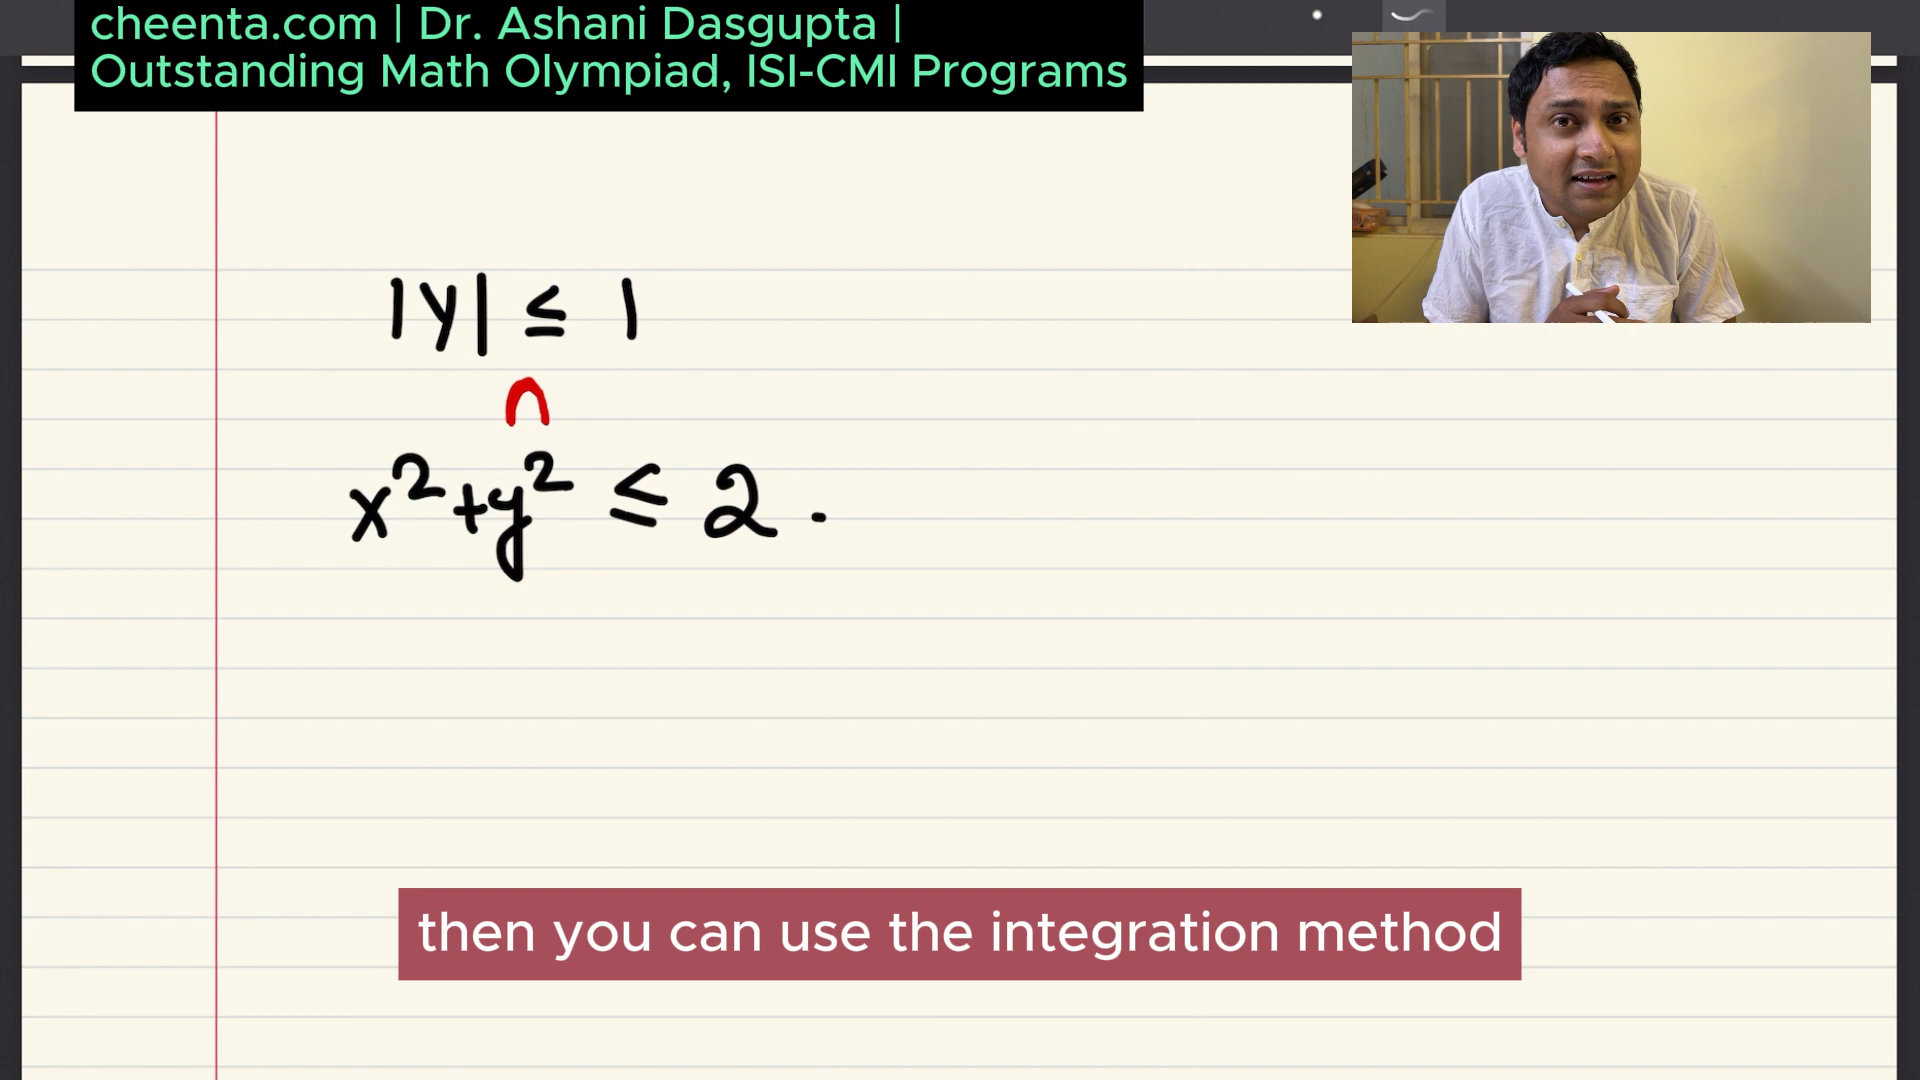 cheenta.com | Dr. Ashani Dasgupta |
Outstanding Math Olympiad, ISI-CMI Programs
|y| ≤ 1
∩
x²+y² ≤ 2.
then you can use the integration method